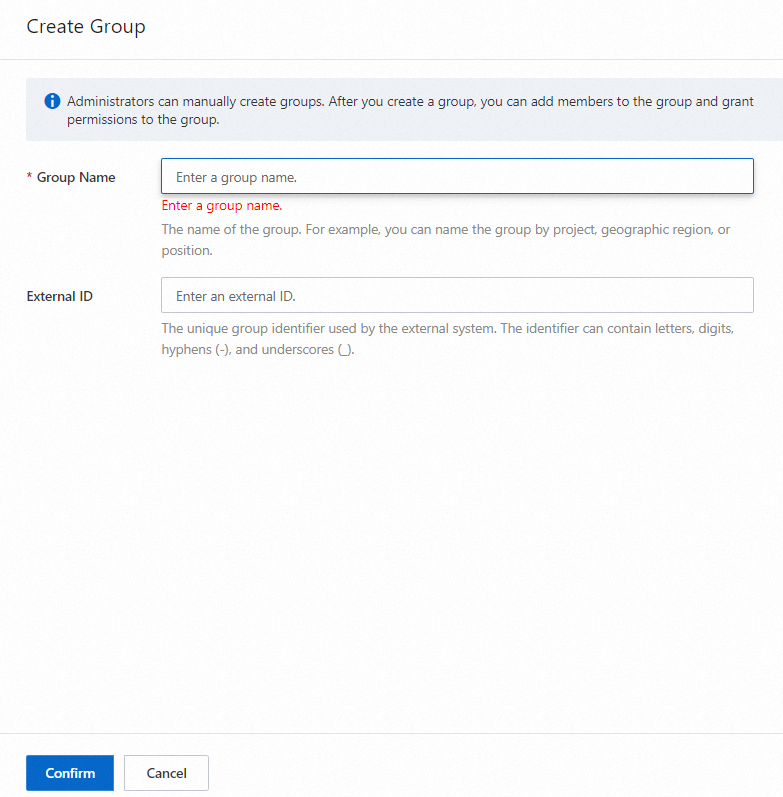 Create Group
Administrators can manually create groups. After you create a group, you can add members to the group and grant
permissions to the group.
* Group Name
Enter a group name.
Enter a group name.
The name of the group. For example, you can name the group by project, geographic region, or
position.
External ID
Enter an external ID.
The unique group identifier used by the external system. The identifier can contain letters, digits,
hyphens (-), and underscores (_).
Confirm
Cancel